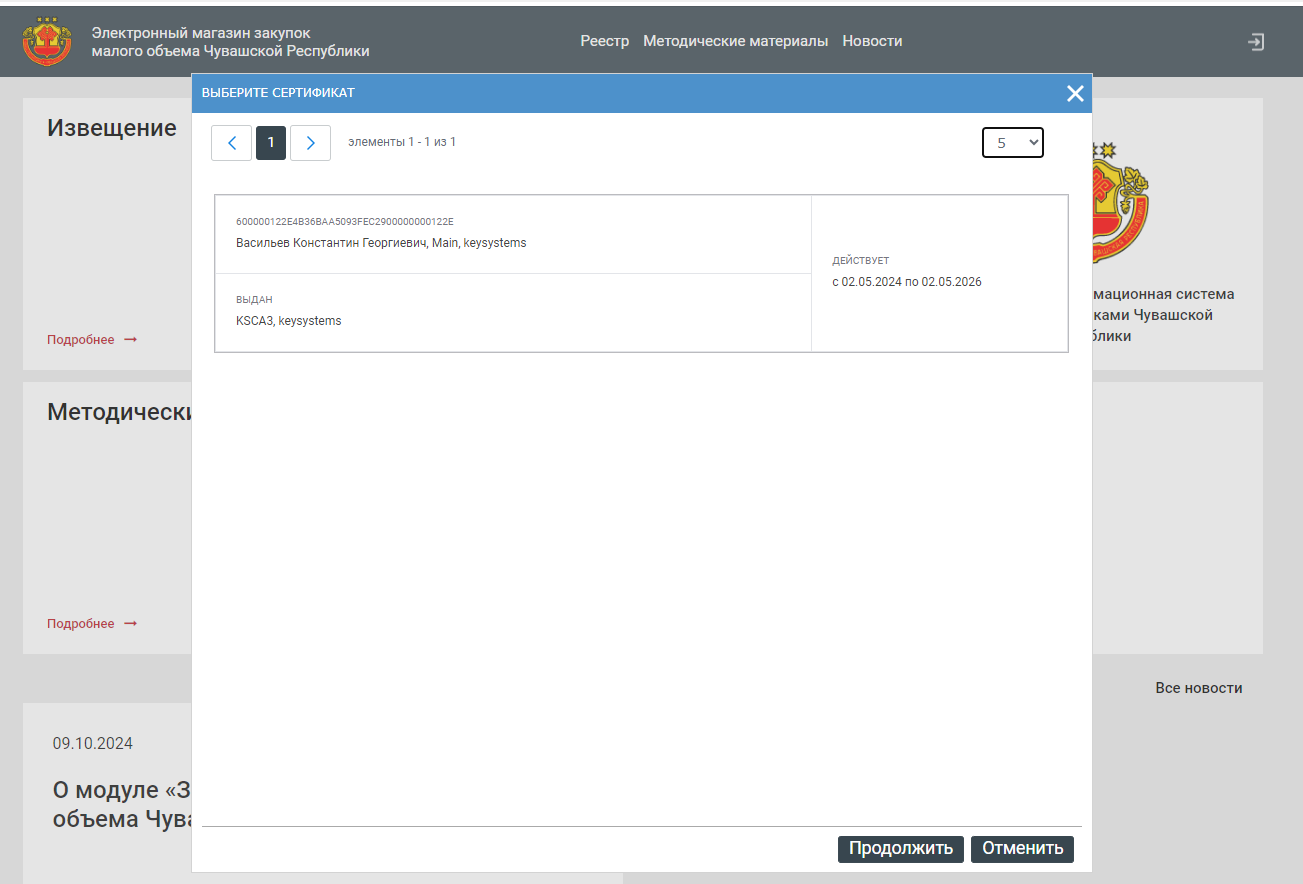 Электронный магазин закупок
малого объема Чувашской Республики
Реестр Методические материалы Новости
ВЫБЕРИТЕ СЕРТИФИКАТ
1
элементы 1 - 1 из 1
5
600000122E4B36BAA5093FEC2900000000122E
Васильев Константин Георгиевич, Main, keysystems
ВЫДАН
KSCA3, keysystems
ДЕЙСТВУЕТ
с 02.05.2024 по 02.05.2026
Продолжить Отменить
Извещение
Подробнее →
мационная система
ками Чувашской
блики
Методически
Подробнее →
Все новости
09.10.2024
О модуле «З
объема Чува